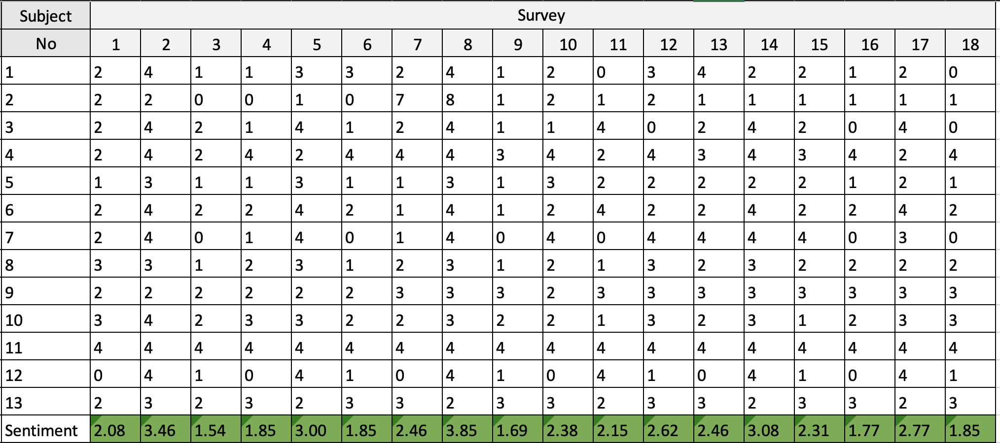 Subject Survey
No 1 2 3 4 5 6 7 8 9 10 11 12 13 14 15 16 17 18
1 2 4 1 1 3 3 2 4 1 2 0 3 4 2 2 1 2 0
2 2 2 0 0 1 0 7 8 1 2 1 2 1 1 1 1 1 1
3 2 4 2 1 4 1 2 4 1 1 4 0 2 4 2 0 4 0
4 2 4 2 4 2 4 4 4 3 4 2 4 3 4 3 4 2 4
5 1 3 1 1 3 1 1 3 1 3 2 2 2 2 2 1 2 1
6 2 4 2 2 4 2 1 4 1 2 4 2 2 4 2 2 4 2
7 2 4 0 1 4 0 1 4 0 4 0 4 4 4 4 0 3 0
8 3 3 1 2 3 1 2 3 1 2 1 3 2 3 2 2 2 2
9 2 2 2 2 2 2 3 3 3 2 3 3 3 3 3 3 3 3
10 3 4 2 3 3 2 2 3 2 2 1 3 2 3 1 2 3 3
11 4 4 4 4 4 4 4 4 4 4 4 4 4 4 4 4 4 4
12 0 4 1 0 4 1 0 4 1 0 4 1 0 4 1 0 4 1
13 2 3 2 3 2 3 3 2 3 3 2 3 3 2 3 3 2 3
Sentiment 2.08 3.46 1.54 1.85 3.00 1.85 2.46 3.85 1.69 2.38 2.15 2.62 2.46 3.08 2.31 1.77 2.77 1.85